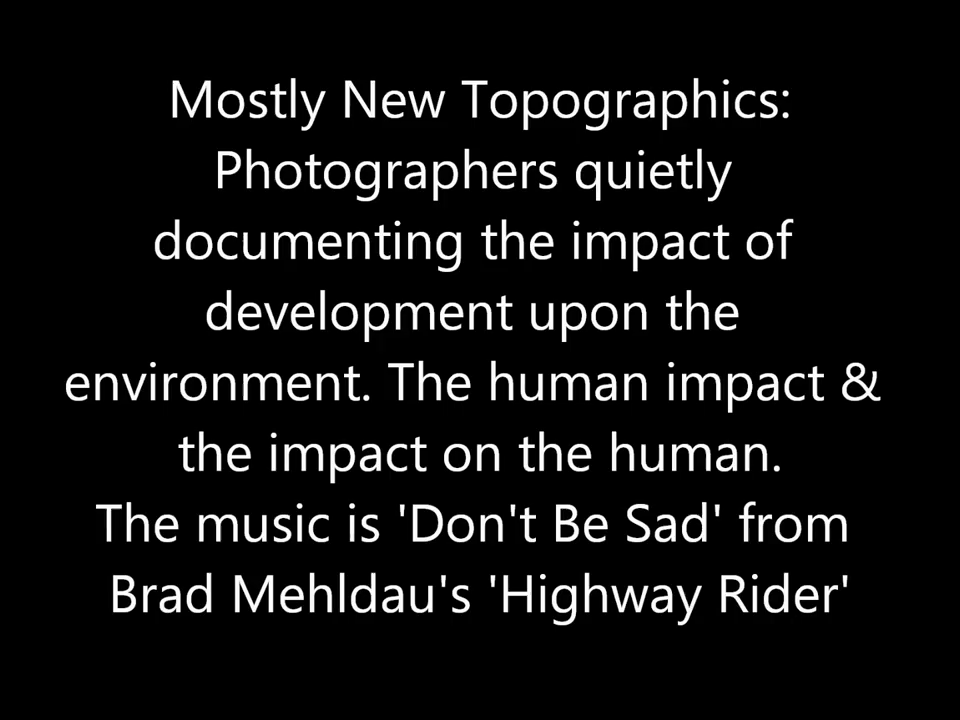 Mostly New Topographics:
Photographers quietly
documenting the impact of
development upon the
environment. The human impact &
the impact on the human.
The music is 'Don't Be Sad' from
Brad Mehldau's 'Highway Rider'